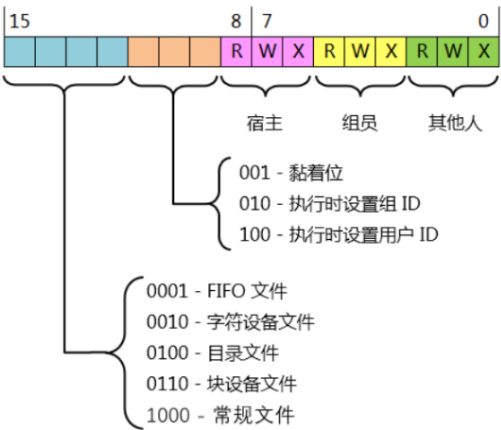 15 8 7 0
R W X R W X R W X
宿主 组员 其他人
001 - 黏着位
010 - 执行时设置组 ID
100 - 执行时设置用户 ID
0001 - FIFO 文件
0010 - 字符设备文件
0100 - 目录文件
0110 - 块设备文件
1000 - 常规文件